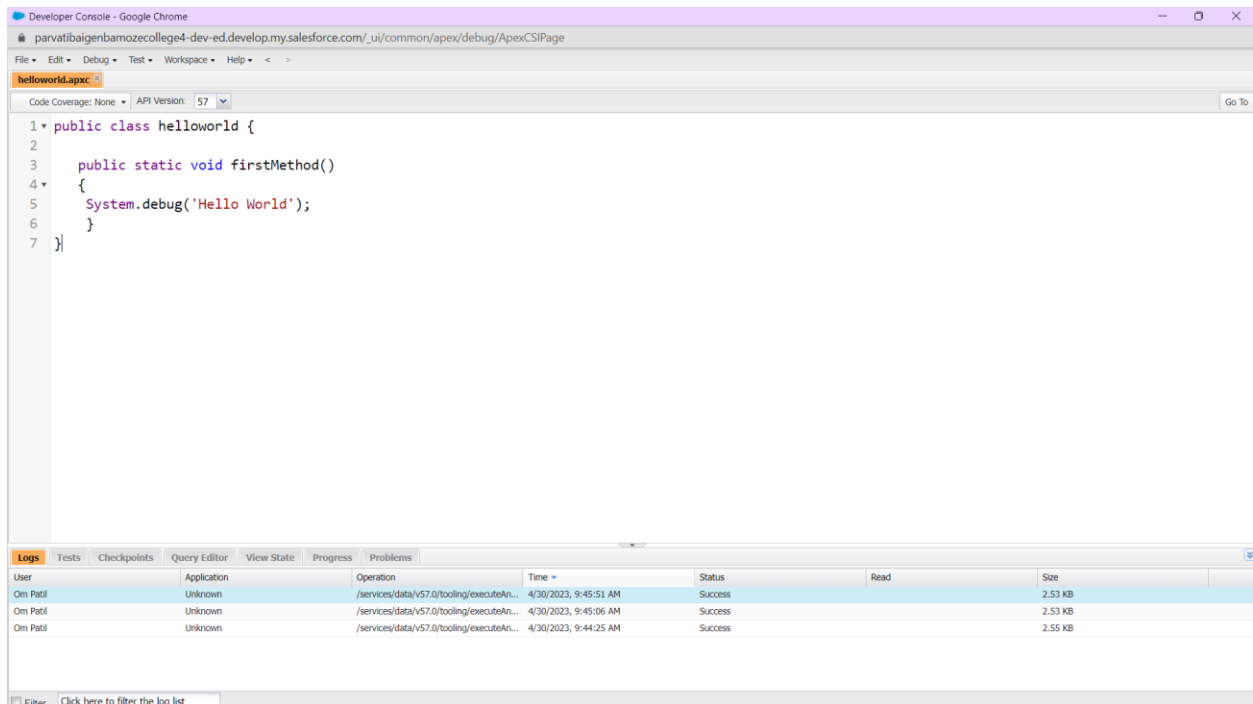 Developer Console - Google Chrome
parvatibaigenbamozecollege4-dev-ed.develop.my.salesforce.com/_ui/common/apex/debug/ApexCSIPage
File Edit Debug Test Workspace Help < >
helloworld.apxc
Code Coverage: None API Version: 57 Go To
1 public class helloworld {
2
3 public static void firstMethod()
4 {
5 System.debug('Hello World');
6 }
7 }
Logs Tests Checkpoints Query Editor View State Progress Problems
User Application Operation Time Status Read Size
Om Patil Unknown /services/data/v57.0/tooling/executeAn... 4/30/2023, 9:45:51 AM Success 2.53 KB
Om Patil Unknown /services/data/v57.0/tooling/executeAn... 4/30/2023, 9:45:06 AM Success 2.53 KB
Om Patil Unknown /services/data/v57.0/tooling/executeAn... 4/30/2023, 9:44:25 AM Success 2.55 KB
Filter Click here to filter the log list